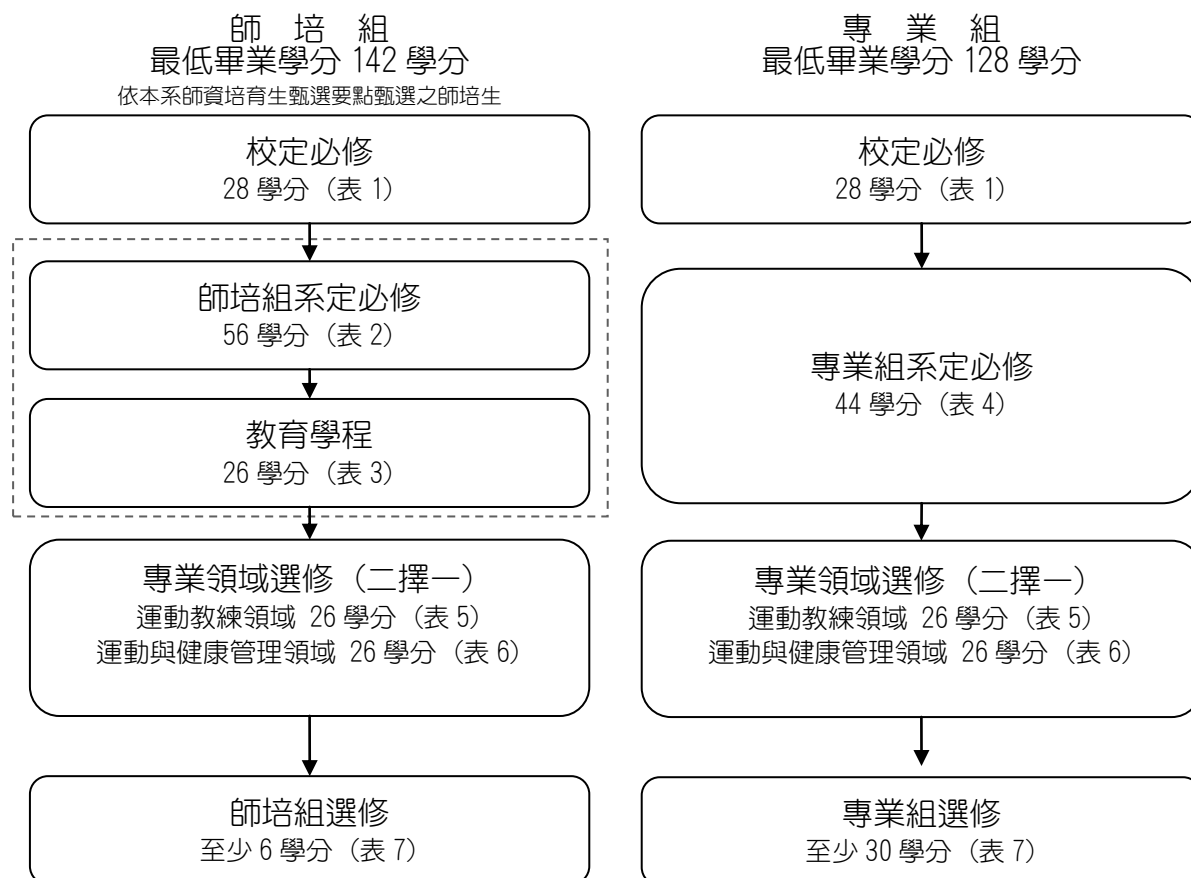 師 培 組
最低畢業學分 142 學分
依本系師資培育生甄選要點甄選之師培生
校定必修
28 學分（表 1）
師培組系定必修
56 學分（表 2）
教育學程
26 學分（表 3）
專業領域選修（二擇一）
運動教練領域 26 學分（表 5）
運動與健康管理領域 26 學分（表 6）
師培組選修
至少 6 學分（表 7）
專 業 組
最低畢業學分 128 學分
校定必修
28 學分（表 1）
專業組系定必修
44 學分（表 4）
專業領域選修（二擇一）
運動教練領域 26 學分（表 5）
運動與健康管理領域 26 學分（表 6）
專業組選修
至少 30 學分（表 7）